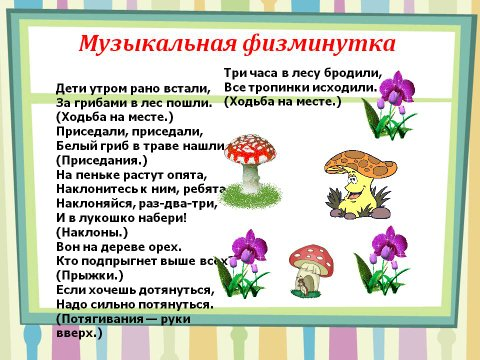 Музыкальная физминутка
Дети утром рано встали,
За грибами в лес пошли.
(Ходьба на месте.)
Приседали, приседали,
Белый гриб в траве нашли.
(Приседания.)
На пеньке растут опята,
Наклонитесь к ним, ребята,
Наклоняйся, раз-два-три,
И в лукошко набери!
(Наклоны.)
Вон на дереве орех.
Кто подпрыгнет выше всех
(Прыжки.)
Если хочешь дотянуться,
Надо сильно потянуться.
(Потягивания — руки
вверх.)
Три часа в лесу бродили,
Все тропинки исходили.
(Ходьба на месте.)